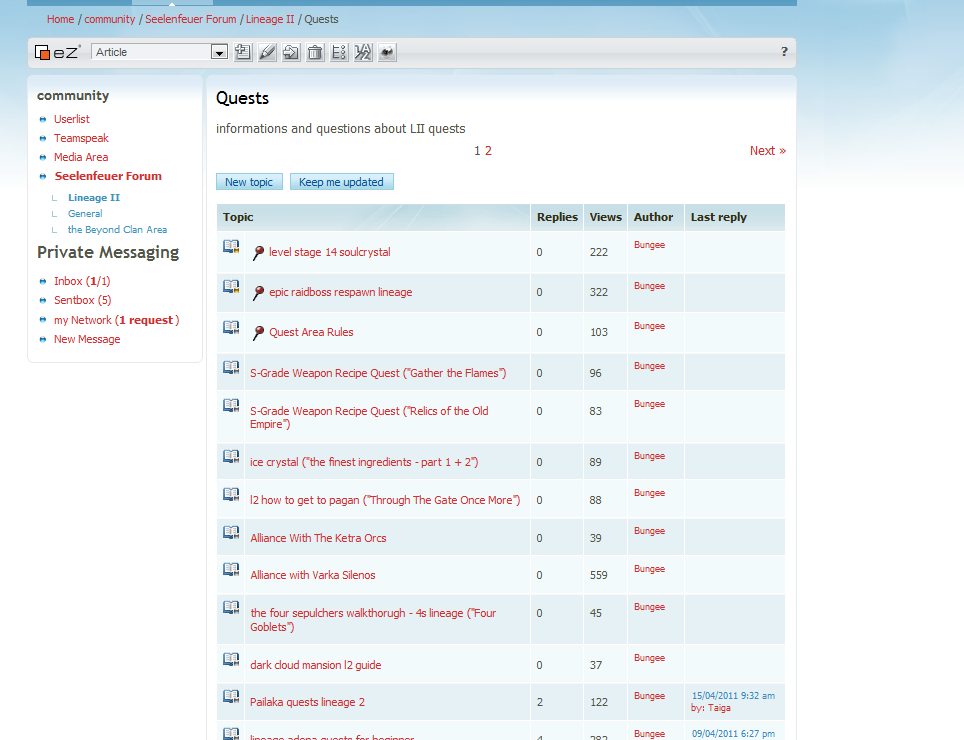 Home / community / Seelenfeuer Forum / Lineage II / Quests
eZ Article ?
community
Userlist
Teamspeak
Media Area
Seelenfeuer Forum
Lineage II
General
the Beyond Clan Area
Private Messaging
Inbox (1/1)
Sentbox (5)
my Network (1 request )
New Message
Quests
informations and questions about LII quests
1 2 Next »
New topic Keep me updated
Topic Replies Views Author Last reply
level stage 14 soulcrystal 0 222 Bungee
epic raidboss respawn lineage 0 322 Bungee
Quest Area Rules 0 103 Bungee
S-Grade Weapon Recipe Quest ("Gather the Flames") 0 96 Bungee
S-Grade Weapon Recipe Quest ("Relics of the Old 0 83 Bungee
Empire")
ice crystal ("the finest ingredients - part 1 + 2") 0 89 Bungee
l2 how to get to pagan ("Through The Gate Once More") 0 88 Bungee
Alliance With The Ketra Orcs 0 39 Bungee
Alliance with Varka Silenos 0 559 Bungee
the four sepulchers walkthorugh - 4s lineage ("Four 0 45 Bungee
Goblets")
dark cloud mansion l2 guide 0 37 Bungee
Pailaka quests lineage 2 2 122 Bungee 15/04/2011 9:32 am
by: Taiga
lineage adena quests for beginner 4 282 Bungee 09/04/2011 6:27 pm